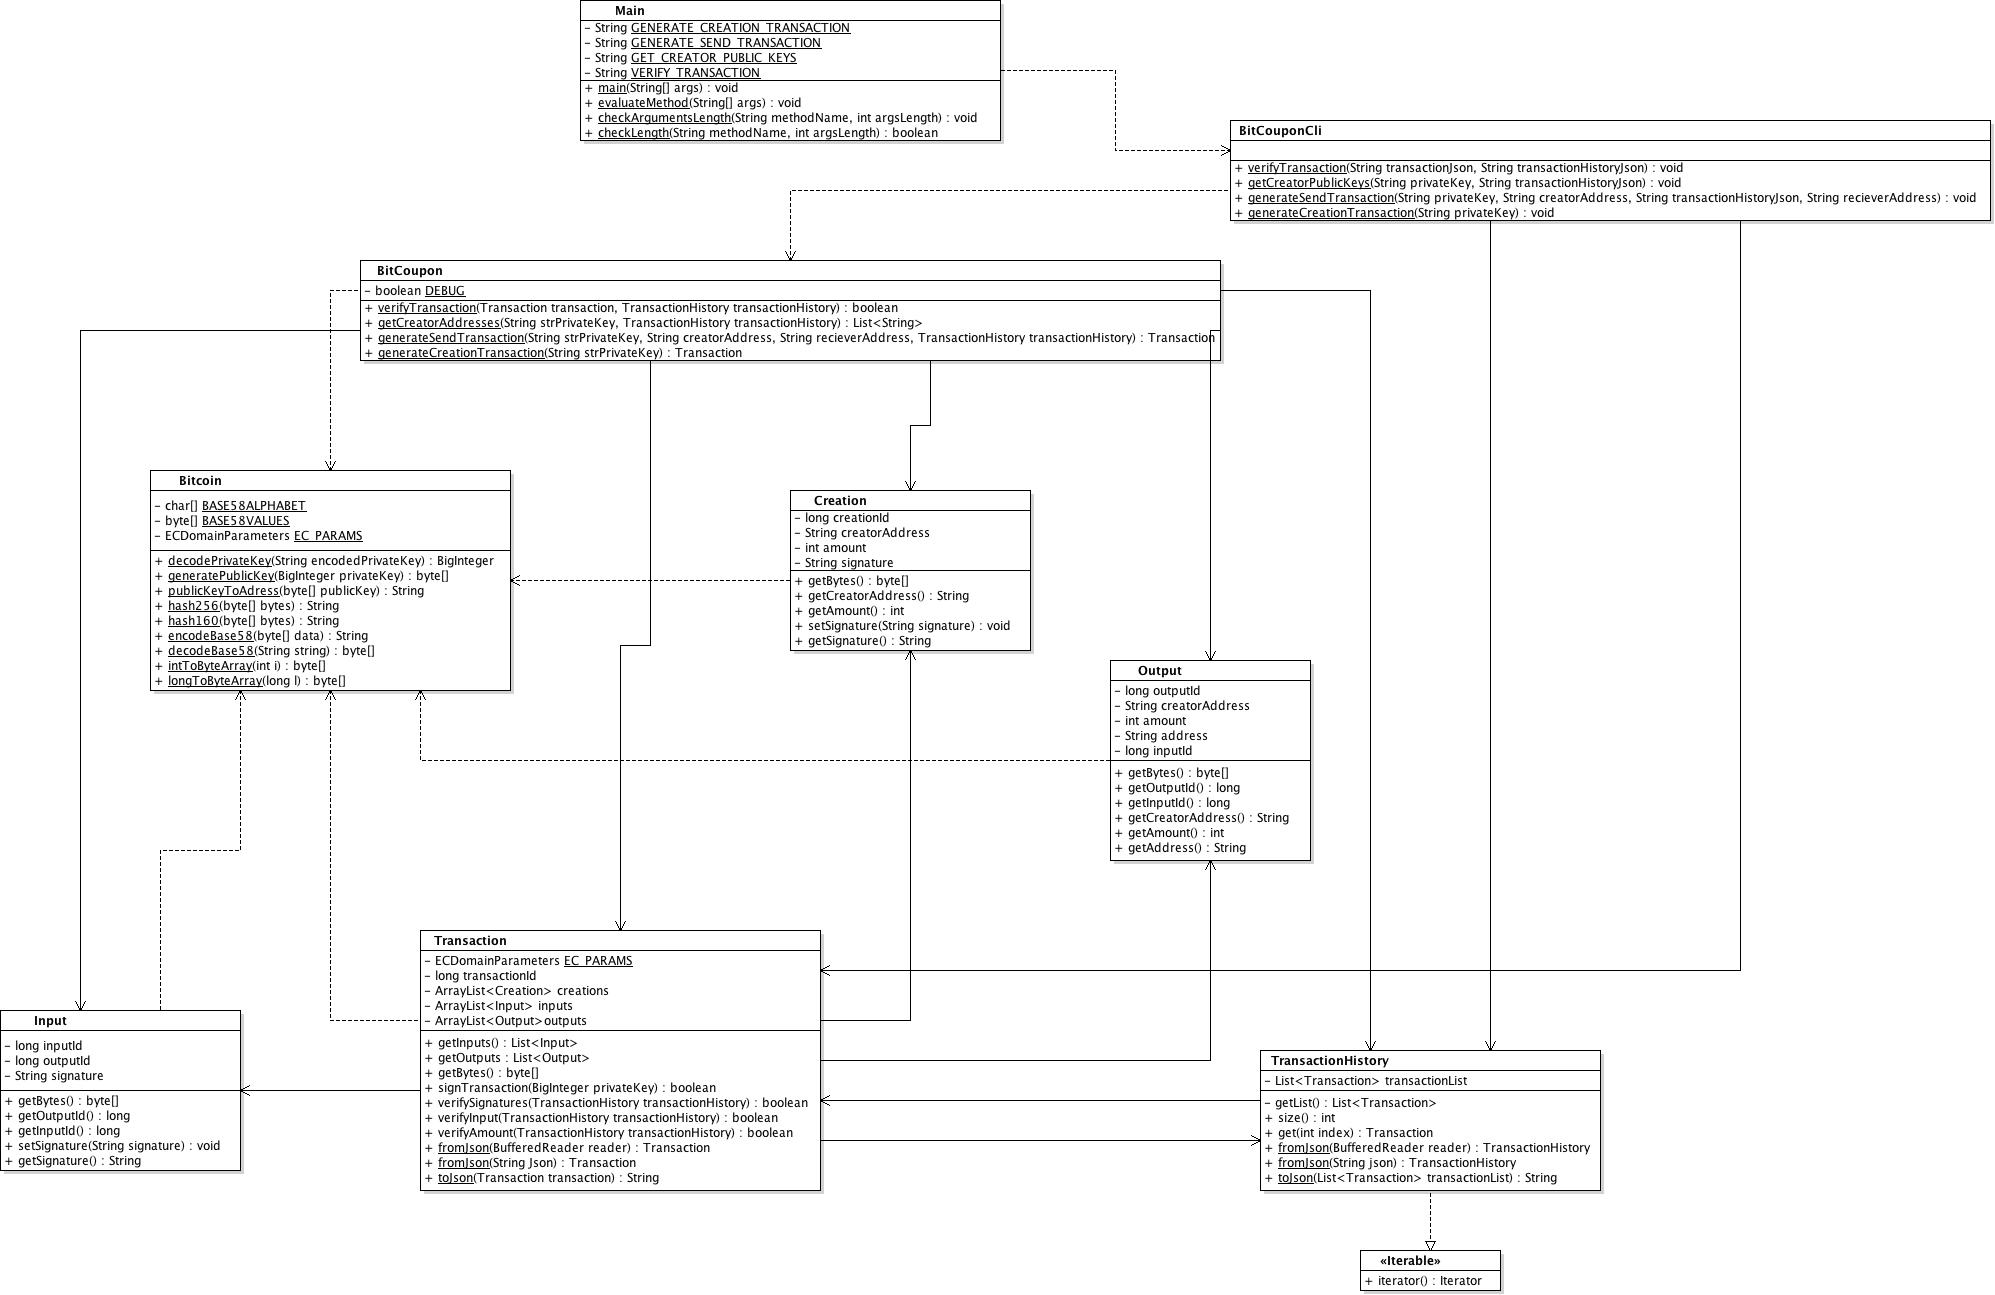 Main
- String GENERATE_CREATION_TRANSACTION
- String GENERATE_SEND_TRANSACTION
- String GET_CREATOR_PUBLIC_KEYS
- String VERIFY_TRANSACTION
+ main(String[] args) : void
+ evaluateMethod(String[] args) : void
+ checkArgumentsLength(String methodName, int argsLength) : void
+ checkLength(String methodName, int argsLength) : boolean
BitCouponCli
+ verifyTransaction(String transactionJson, String transactionHistoryJson) : void
+ getCreatorPublicKeys(String privateKey, String transactionHistoryJson) : void
+ generateSendTransaction(String privateKey, String creatorAddress, String transactionHistoryJson, String recieverAddress) : void
+ generateCreationTransaction(String privateKey) : void
BitCoupon
- boolean DEBUG
+ verifyTransaction(Transaction transaction, TransactionHistory transactionHistory) : boolean
+ getCreatorAddresses(String strPrivateKey, TransactionHistory transactionHistory) : List<String>
+ generateSendTransaction(String strPrivateKey, String creatorAddress, String recieverAddress, TransactionHistory transactionHistory) : Transaction
+ generateCreationTransaction(String strPrivateKey) : Transaction
Bitcoin
- char[] BASE58ALPHABET
- byte[] BASE58VALUES
- ECDomainParameters EC_PARAMS
+ decodePrivateKey(String encodedPrivateKey) : BigInteger
+ generatePublicKey(BigInteger privateKey) : byte[]
+ publicKeyToAdress(byte[] publicKey) : String
+ hash256(byte[] bytes) : String
+ hash160(byte[] bytes) : String
+ encodeBase58(byte[] data) : String
+ decodeBase58(String string) : byte[]
+ intToByteArray(int i) : byte[]
+ longToByteArray(long l) : byte[]
Creation
- long creationId
- String creatorAddress
- int amount
- String signature
+ getBytes() : byte[]
+ getCreatorAddress() : String
+ getAmount() : int
+ setSignature(String signature) : void
+ getSignature() : String
Output
- long outputId
- String creatorAddress
- int amount
- String address
- long inputId
+ getBytes() : byte[]
+ getOutputId() : long
+ getInputId() : long
+ getCreatorAddress() : String
+ getAmount() : int
+ getAddress() : String
Transaction
- ECDomainParameters EC_PARAMS
- long transactionId
- ArrayList<Creation> creations
- ArrayList<Input> inputs
- ArrayList<Output>outputs
+ getInputs() : List<Input>
+ getOutputs : List<Output>
+ getBytes() : byte[]
+ signTransaction(BigInteger privateKey) : boolean
+ verifySignatures(TransactionHistory transactionHistory) : boolean
+ verifyInput(TransactionHistory transactionHistory) : boolean
+ verifyAmount(TransactionHistory transactionHistory) : boolean
+ fromJson(BufferedReader reader) : Transaction
+ fromJson(String Json) : Transaction
+ toJson(Transaction transaction) : String
Input
- long inputId
- long outputId
- String signature
+ getBytes() : byte[]
+ getOutputId() : long
+ getInputId() : long
+ setSignature(String signature) : void
+ getSignature() : String
TransactionHistory
- List<Transaction> transactionList
- getList() : List<Transaction>
+ size() : int
+ get(int index) : Transaction
+ fromJson(BufferedReader reader) : TransactionHistory
+ fromJson(String json) : TransactionHistory
+ toJson(List<Transaction> transactionList) : String
«Iterable»
+ iterator() : Iterator